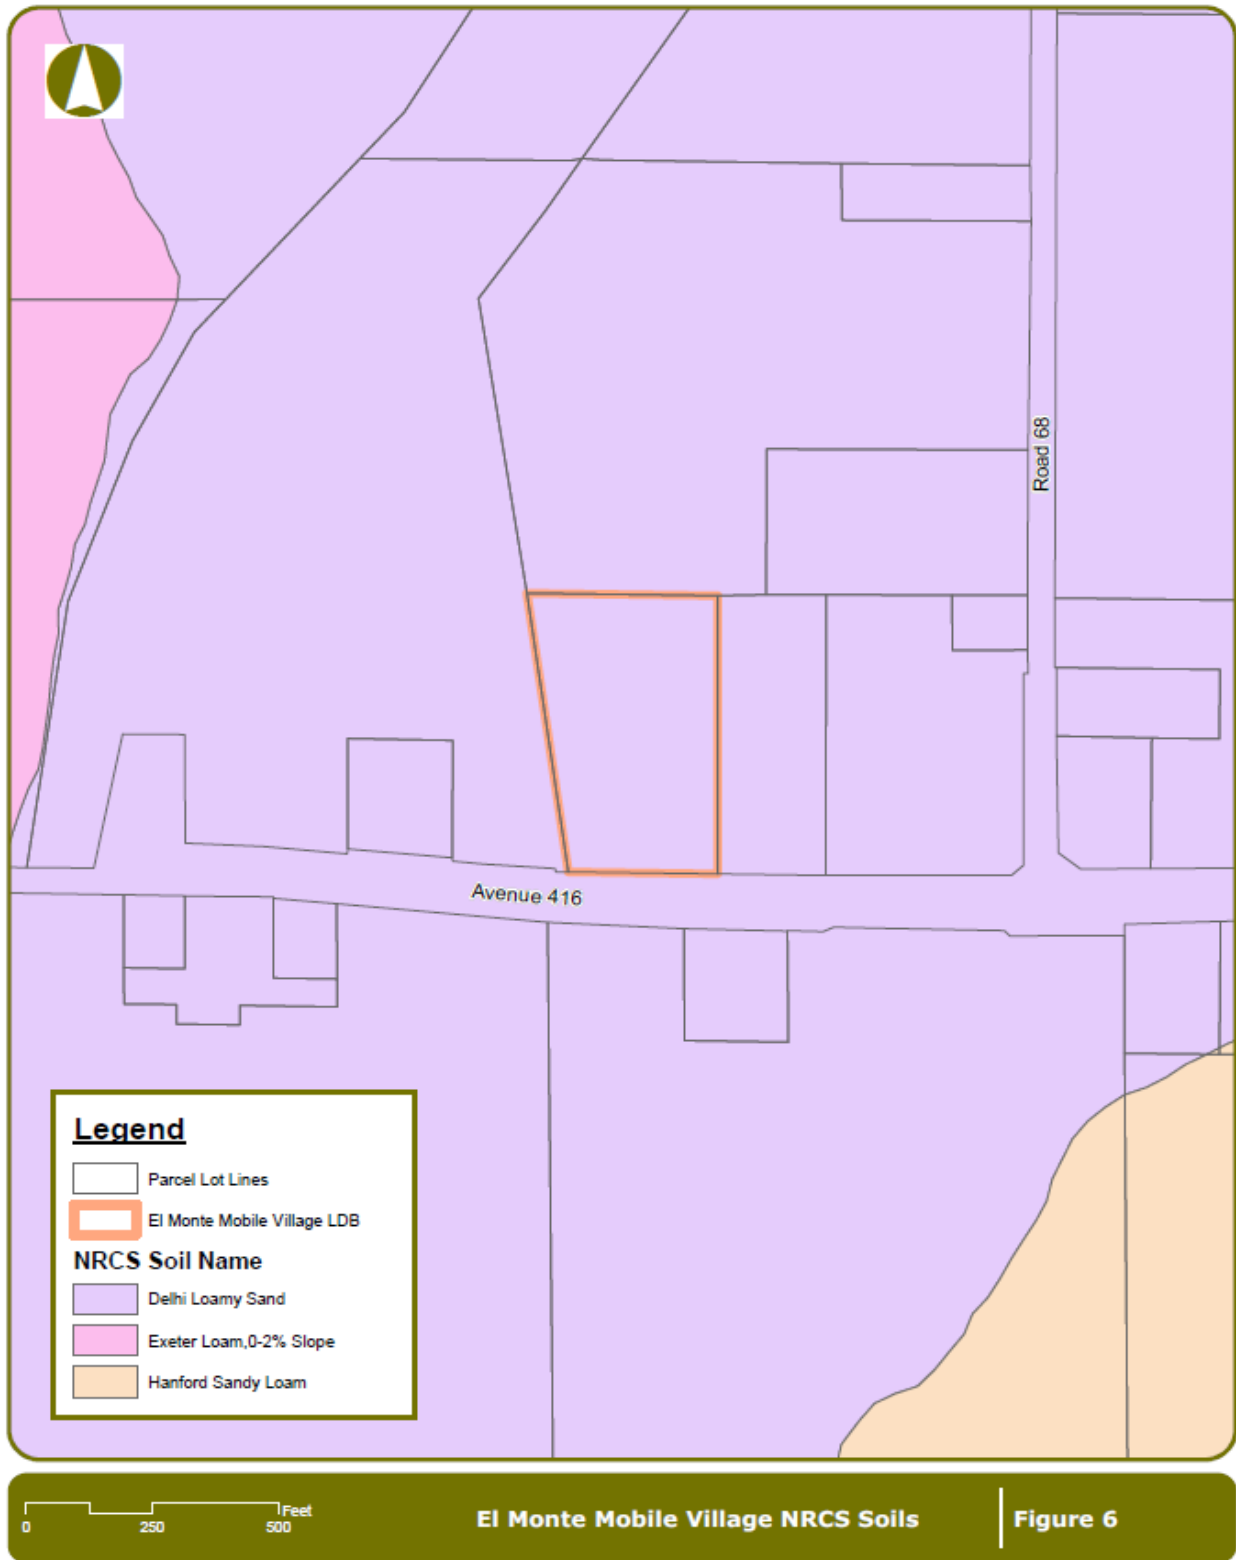 Road 68
Avenue 416
Legend
Parcel Lot Lines
El Monte Mobile Village LDB
NRCS Soil Name
Delhi Loamy Sand
Exeter Loam,0-2% Slope
Hanford Sandy Loam
Feet
0 250 500
El Monte Mobile Village NRCS Soils
Figure 6